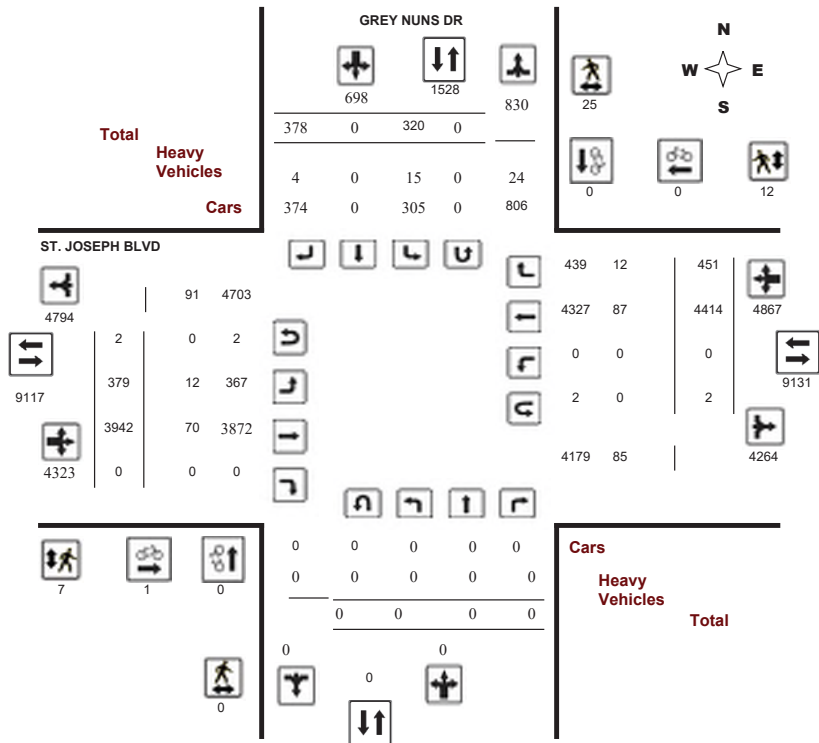 GREY NUNS DR
N
W E
S
698 1528 830 25
Total 378 0 320 0
Heavy
Vehicles 4 0 15 0 24
0 0 12
Cars 374 0 305 0 806
ST. JOSEPH BLVD
439 12 451
91 4703
4794 4327 87 4414 4867
2 0 2
0 0 0
379 12 367
9117 9131
2 0 2
3942 70 3872
4179 85 4264
4323 0 0 0
0 0 0 0 0 Cars
7 1 0 0 0 0 0 0 Heavy
Vehicles
0 0 0 0 Total
0 0
0
0